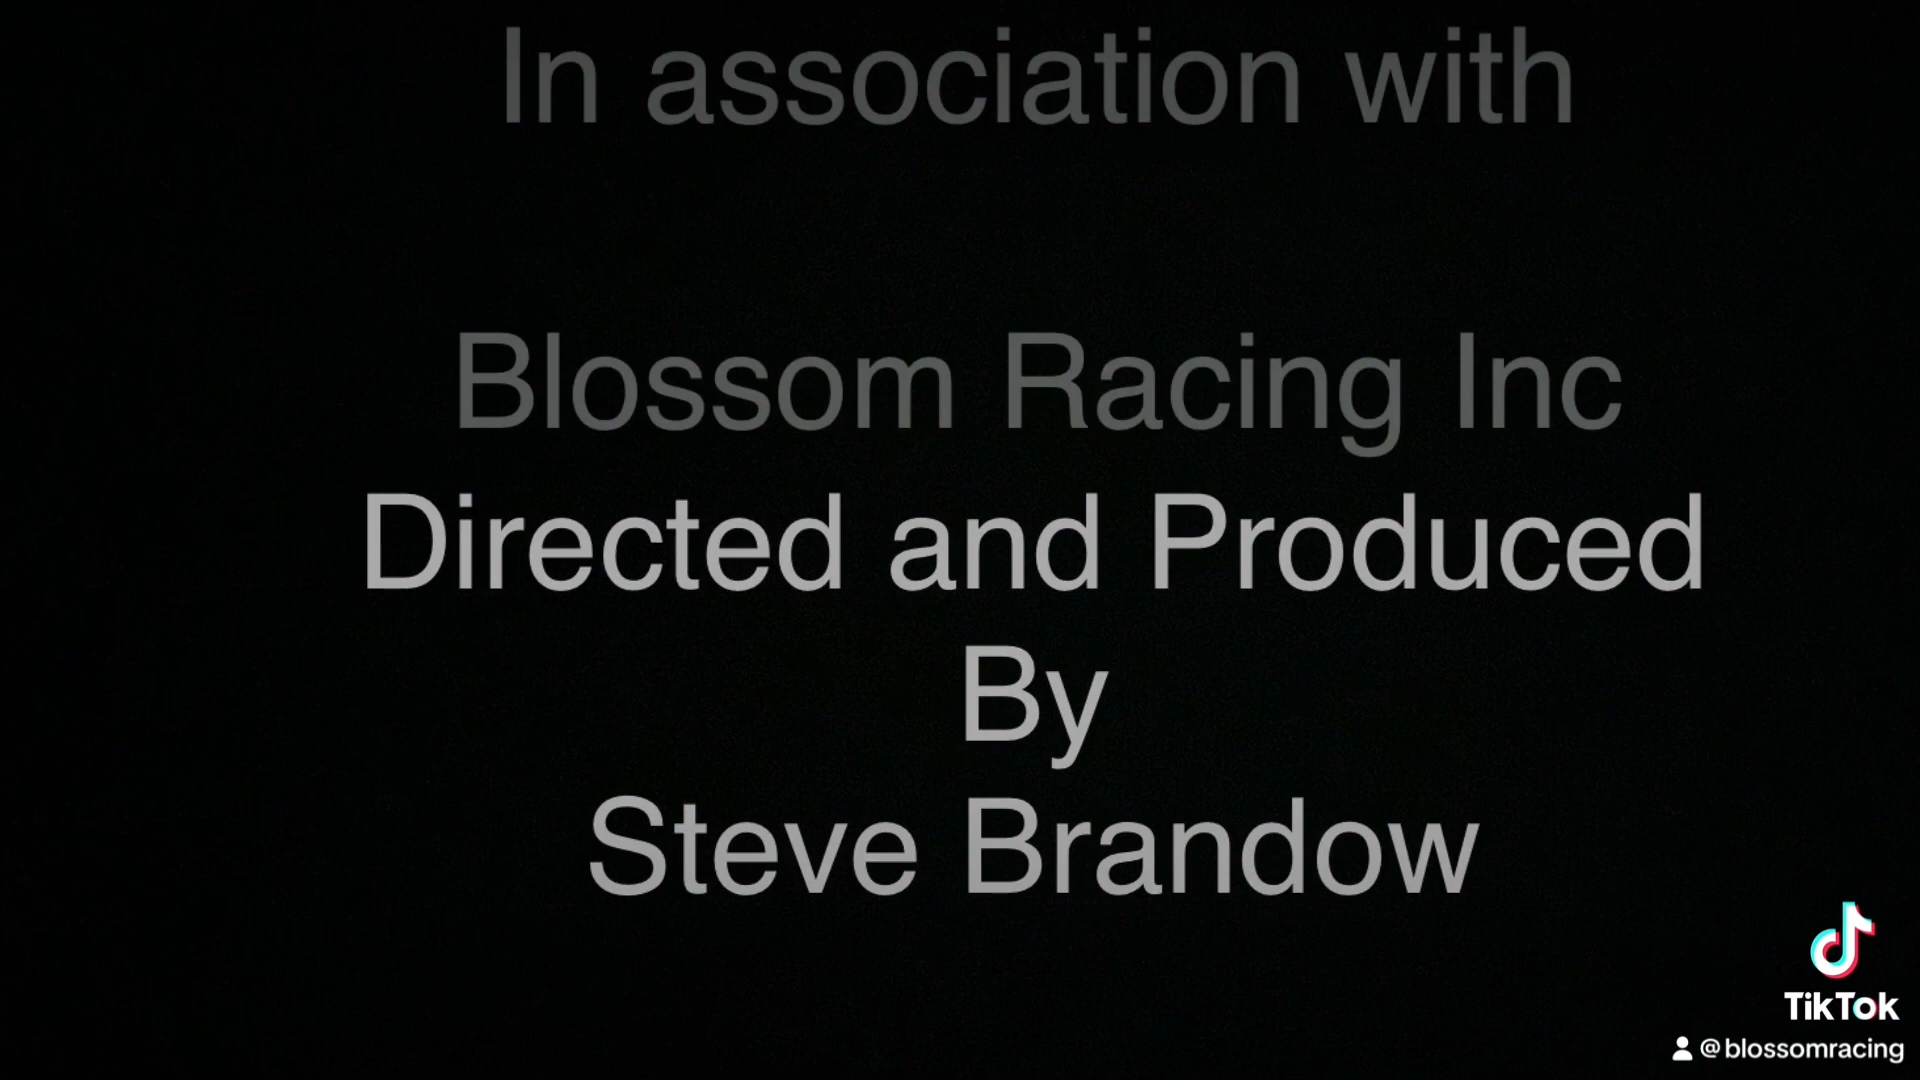 In association with
Blossom Racing Inc
Directed and Produced
By
Steve Brandow
TikTok
@blossomracing